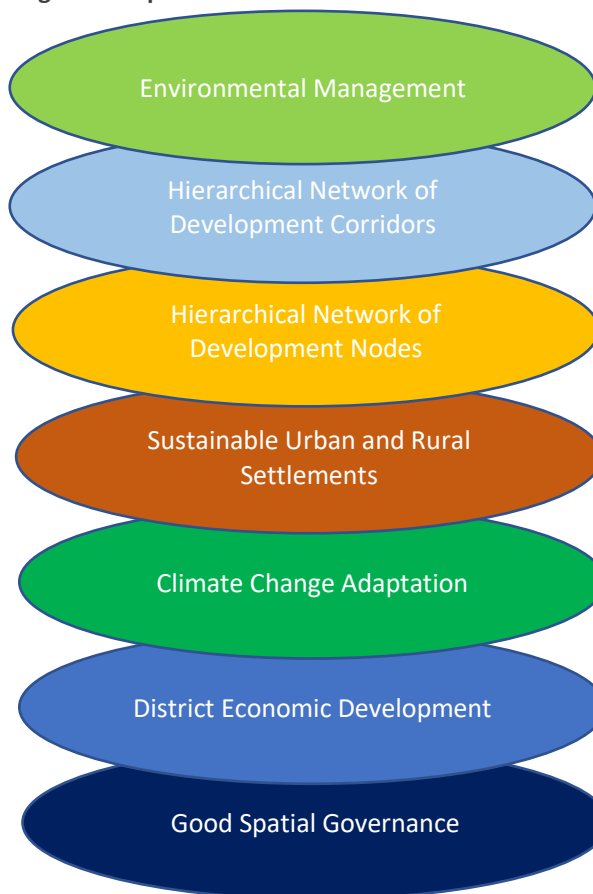 Environmental Management
Hierarchical Network of
Development Corridors
Hierarchical Network of
Development Nodes
Sustainable Urban and Rural
Settlements
Climate Change Adaptation
District Economic Development
Good Spatial Governance